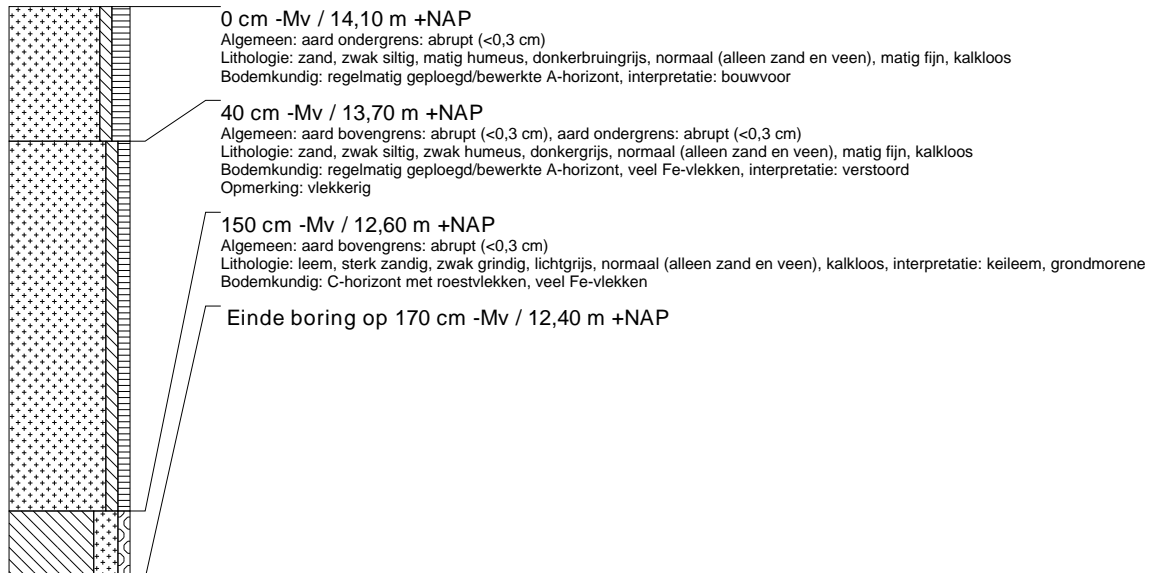 0 cm -Mv / 14,10 m +NAP
Algemeen: aard ondergrens: abrupt (<0,3 cm)
Lithologie: zand, zwak siltig, matig humeus, donkerbruingrijs, normaal (alleen zand en veen), matig fijn, kalkloos
Bodemkundig: regelmatig geploegd/bewerkte A-horizont, interpretatie: bouwvoor
40 cm -Mv / 13,70 m +NAP
Algemeen: aard bovengrens: abrupt (<0,3 cm), aard ondergrens: abrupt (<0,3 cm)
Lithologie: zand, zwak siltig, zwak humeus, donkergrijs, normaal (alleen zand en veen), matig fijn, kalkloos
Bodemkundig: regelmatig geploegd/bewerkte A-horizont, veel Fe-vlekken, interpretatie: verstoord
Opmerking: vlekkerig
150 cm -Mv / 12,60 m +NAP
Algemeen: aard bovengrens: abrupt (<0,3 cm)
Lithologie: leem, sterk zandig, zwak grindig, lichtgrijs, normaal (alleen zand en veen), kalkloos, interpretatie: keileem, grondmorene
Bodemkundig: C-horizont met roestvlekken, veel Fe-vlekken
Einde boring op 170 cm -Mv / 12,40 m +NAP